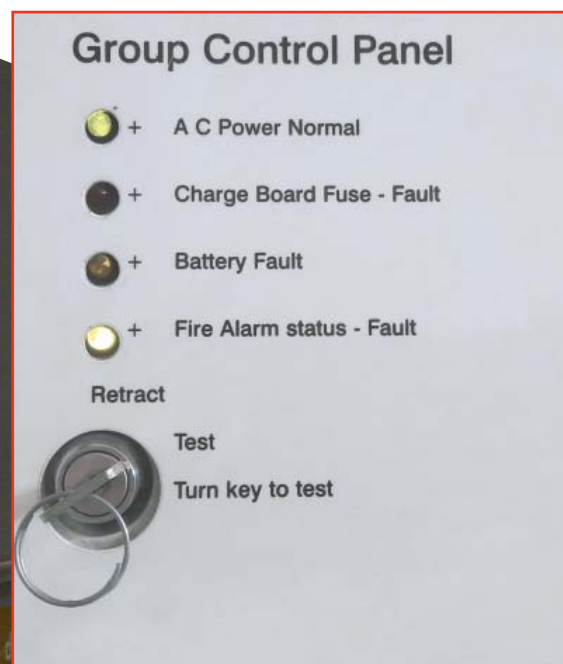 Group Control Panel
+ A C Power Normal
+ Charge Board Fuse - Fault
+ Battery Fault
+ Fire Alarm status - Fault
Retract
Test
Turn key to test